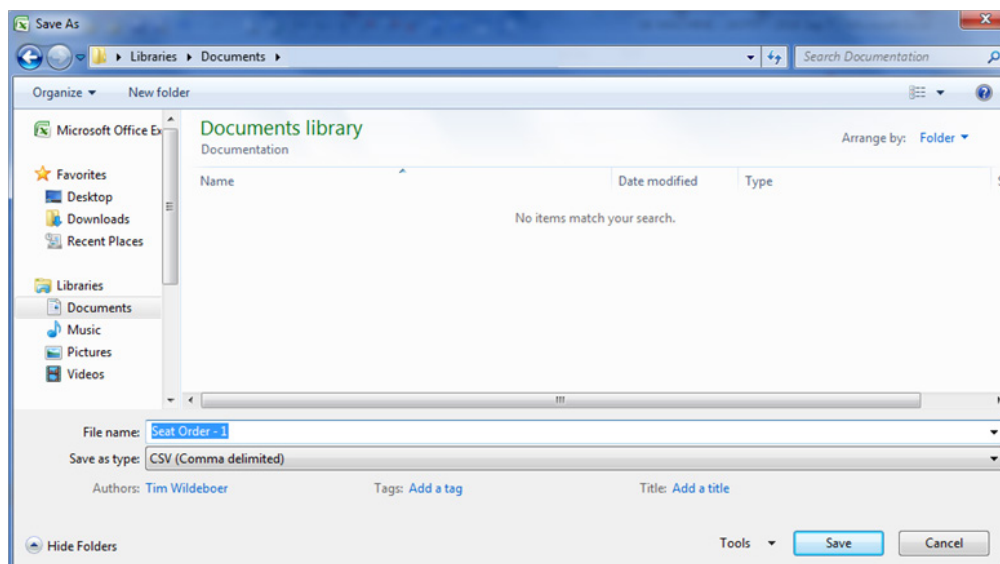 Save As
Libraries Documents
Search Documentation
Organize New folder
Microsoft Office Ex
Favorites
Desktop
Downloads
Recent Places
Libraries
Documents
Music
Pictures
Videos
Documents library
Documentation
Arrange by: Folder
Name Date modified Type
No items match your search.
File name: Seat Order - 1
Save as type: CSV (Comma delimited)
Authors: Tim Wildeboer Tags: Add a tag Title: Add a title
Hide Folders Tools Save Cancel